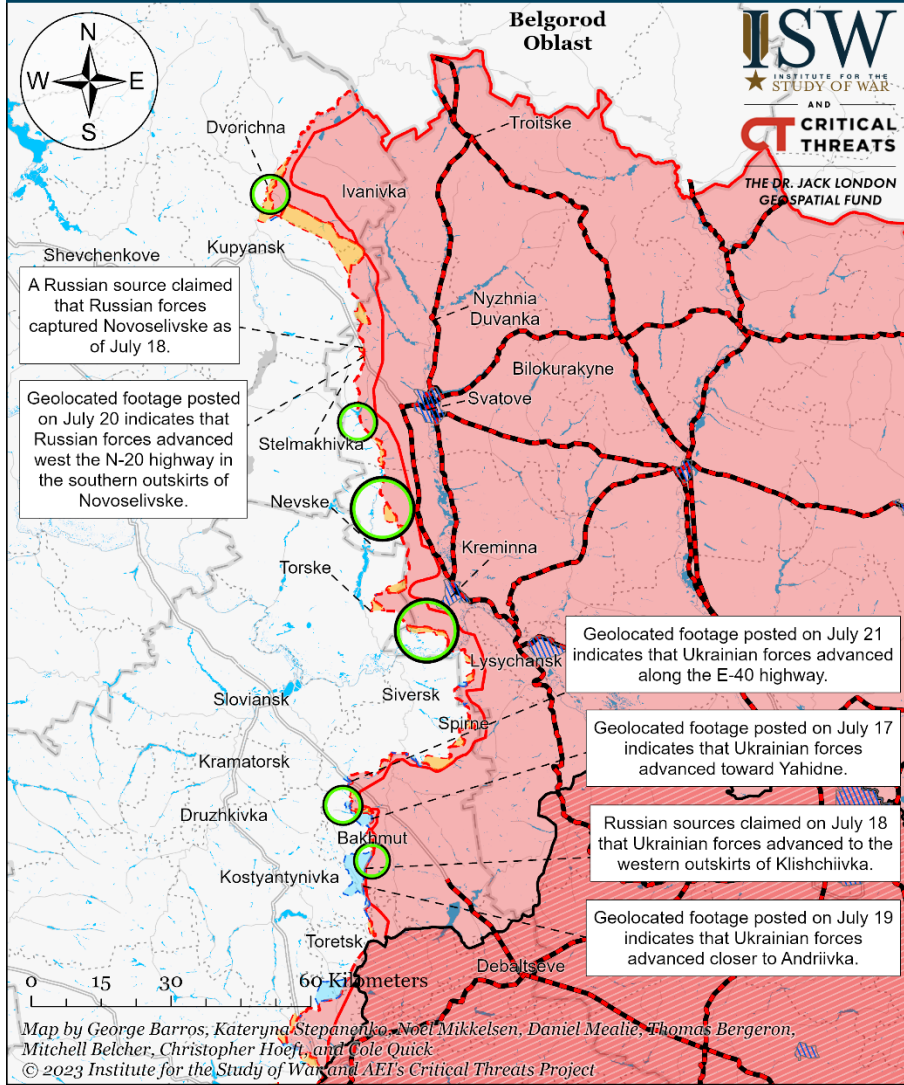 Belgorod
Oblast
N
W
E
S
ISW
INSTITUTE FOR THE
STUDY OF WAR
AND
CT CRITICAL
THREATS
THE DR. JACK LONDON
GEOSPATIAL FUND
Dvorichna
Troitske
Ivanivka
Kupyansk
Shevchenkove
A Russian source claimed
that Russian forces
captured Novoselivske as
of July 18.
Nyzhnia
Duvanka
Bilokurakyne
Svatove
Geolocated footage posted
on July 20 indicates that
Russian forces advanced
west the N-20 highway in
the southern outskirts of
Novoselivske.
Stelmakhivka
Nevske
Kreminna
Torske
Geolocated footage posted on July 21
indicates that Ukrainian forces advanced
along the E-40 highway.
Lysychansk
Siversk
Sloviansk
Spirne
Geolocated footage posted on July 17
indicates that Ukrainian forces
advanced toward Yahidne.
Kramatorsk
Druzhkivka
Bakhmut
Russian sources claimed on July 18
that Ukrainian forces advanced to the
western outskirts of Klishchiivka.
Kostyantynivka
Geolocated footage posted on July 19
indicates that Ukrainian forces
advanced closer to Andriivka.
Toretsk
Debaltseve
0 15 30 60 Kilometers
Map by George Barros, Kateryna Stepanenko, Noel Mikkelsen, Daniel Mealie, Thomas Bergeron,
Mitchell Belcher, Christopher Hoeft, and Cole Quick
© 2023 Institute for the Study of War and AEI's Critical Threats Project